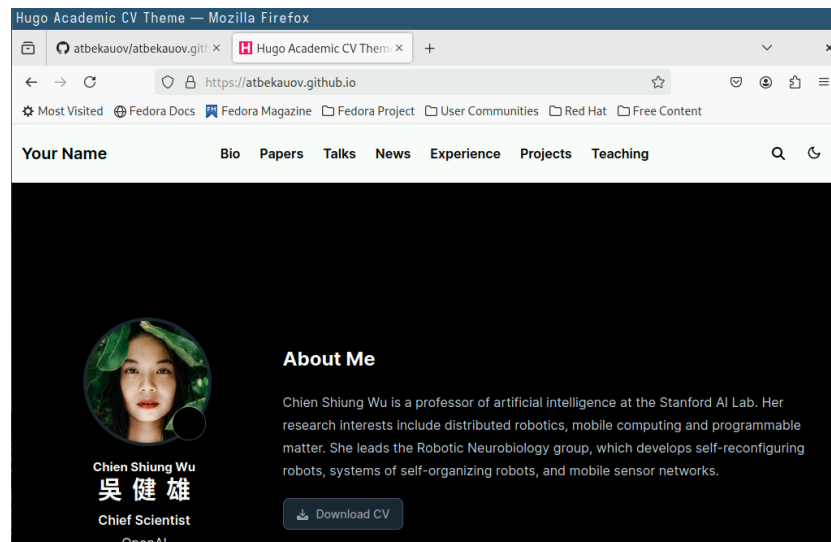 Hugo Academic CV Theme — Mozilla Firefox
atbekauov/atbekauov.gith
Hugo Academic CV Them
https://atbekauov.github.io
Most Visited Fedora Docs Fedora Magazine Fedora Project User Communities Red Hat Free Content
Your Name Bio Papers Talks News Experience Projects Teaching
About Me
Chien Shiung Wu is a professor of artificial intelligence at the Stanford AI Lab. Her
research interests include distributed robotics, mobile computing and programmable
matter. She leads the Robotic Neurobiology group, which develops self-reconfiguring
robots, systems of self-organizing robots, and mobile sensor networks.
Download CV
Chien Shiung Wu
吳健雄
Chief Scientist
OpenAI